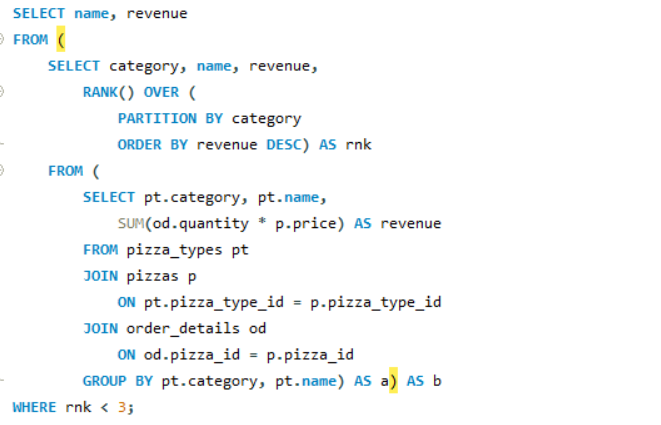 SELECT name, revenue
FROM (
SELECT category, name, revenue,
RANK() OVER (
PARTITION BY category
ORDER BY revenue DESC) AS rnk
FROM (
SELECT pt.category, pt.name,
SUM(od.quantity * p.price) AS revenue
FROM pizza_types pt
JOIN pizzas p
ON pt.pizza_type_id = p.pizza_type_id
JOIN order_details od
ON od.pizza_id = p.pizza_id
GROUP BY pt.category, pt.name) AS a) AS b
WHERE rnk < 3;